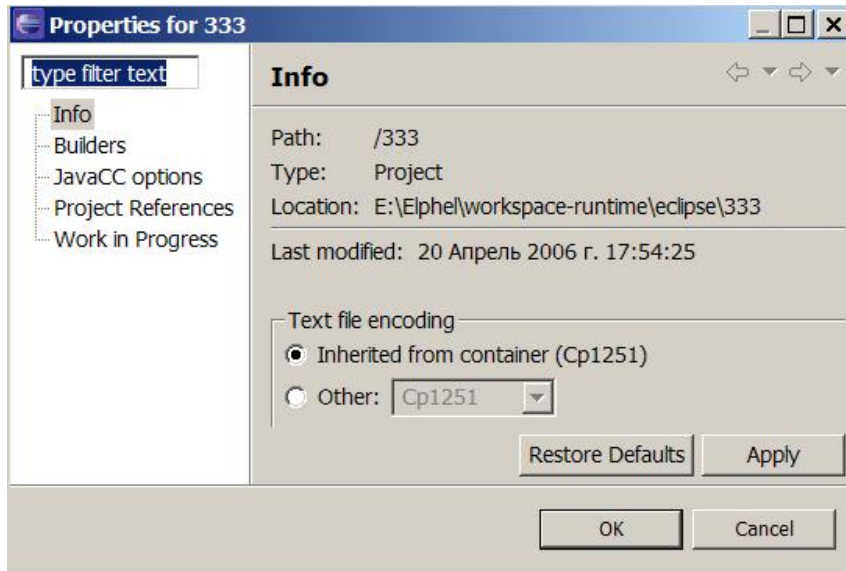 Properties for 333
type filter text
Info
Builders
JavaCC options
Project References
Work in Progress
Info
Path: /333
Type: Project
Location: E:\Elphel\workspace-runtime\eclipse\333
Last modified: 20 Апрель 2006 г. 17:54:25
Text file encoding
Inherited from container (Cp1251)
Other: Cp1251
Restore Defaults
Apply
OK
Cancel